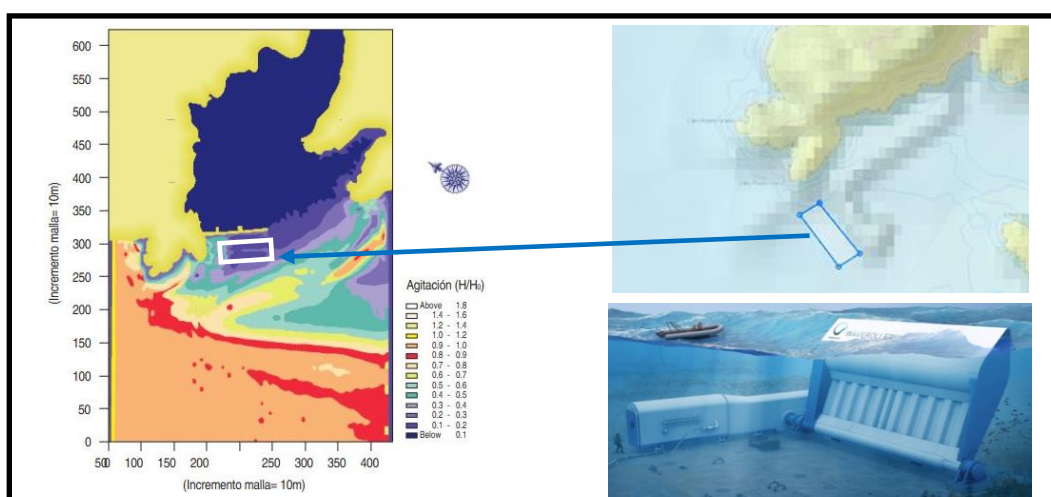 600
550
500
450
400
350
300
250
200
150
100
50
0
(Incremento malla= 10m)
50 0 100 150 200 250 350 400
(Incremento malla= 10m)
Agitación (H/H₀)
Above 1.8
1.4 - 1.6
1.2 - 1.4
1.0 - 1.2
0.9 - 1.0
0.8 - 0.9
0.7 - 0.8
0.6 - 0.7
0.5 - 0.6
0.4 - 0.5
0.3 - 0.4
0.2 - 0.3
0.1 - 0.2
Below 0.1
WAVEROLLER